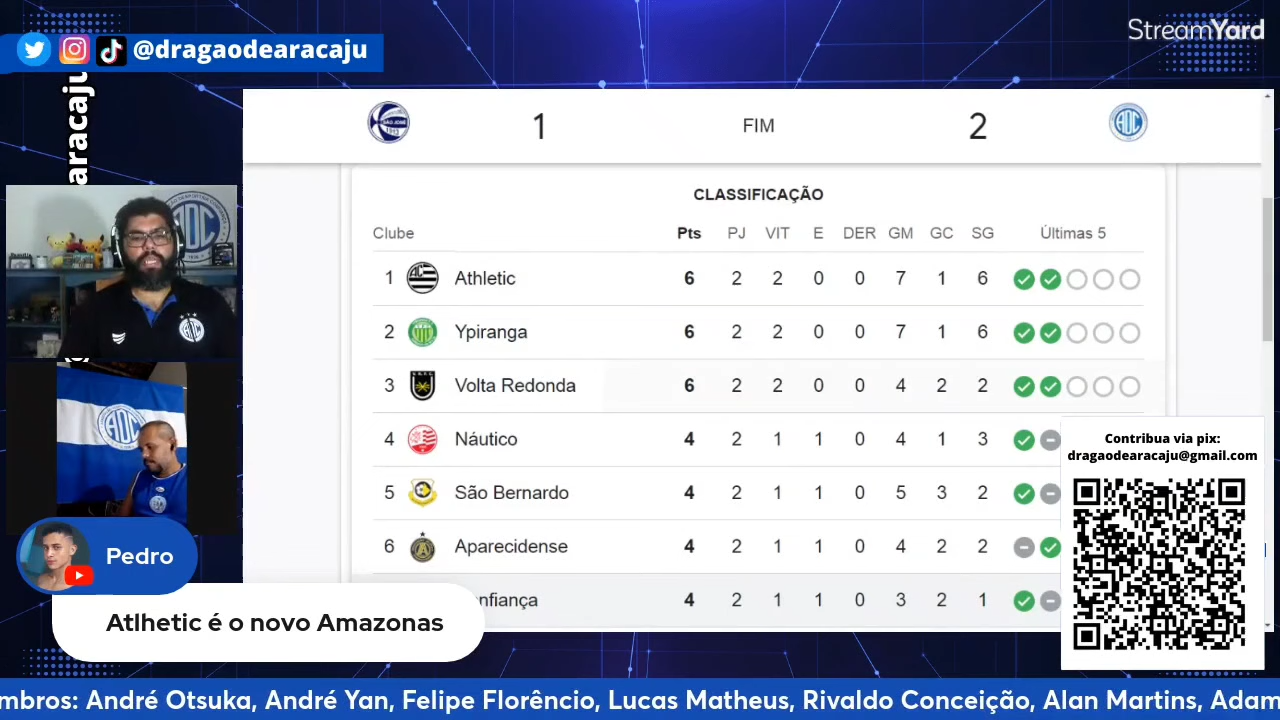 @dragaodearacaju
StreamYard
aracaju
1 FIM 2
CLASSIFICAÇÃO
Clube Pts PJ VIT E DER GM GC SG Últimas 5
1 Athletic 6 2 2 0 0 7 1 6
2 Ypiranga 6 2 2 0 0 7 1 6
3 Volta Redonda 6 2 2 0 0 4 2 2
4 Náutico 4 2 1 1 0 4 1 3
5 São Bernardo 4 2 1 1 0 5 3 2
6 Aparecidense 4 2 1 1 0 4 2 2
nfiança 4 2 1 1 0 3 2 1
Contribua via pix:
dragaodearacaju@gmail.com
Pedro
Atlhetic é o novo Amazonas
mbros: André Otsuka, André Yan, Felipe Florêncio, Lucas Matheus, Rivaldo Conceição, Alan Martins, Adam